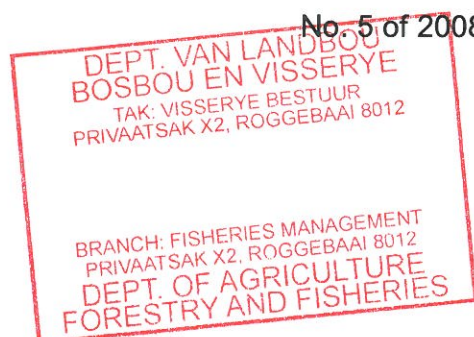 No. 5 of 2008
DEPT. VAN LANDBOU
BOSBOU EN VISSERYE
TAK: VISSERYE BESTUUR
PRIVAATSAK X2, ROGGEBAAI 8012
BRANCH: FISHERIES MANAGEMENT
PRIVAATSAK X2, ROGGEBAAI 8012
DEPT. OF AGRICULTURE
FORESTRY AND FISHERIES